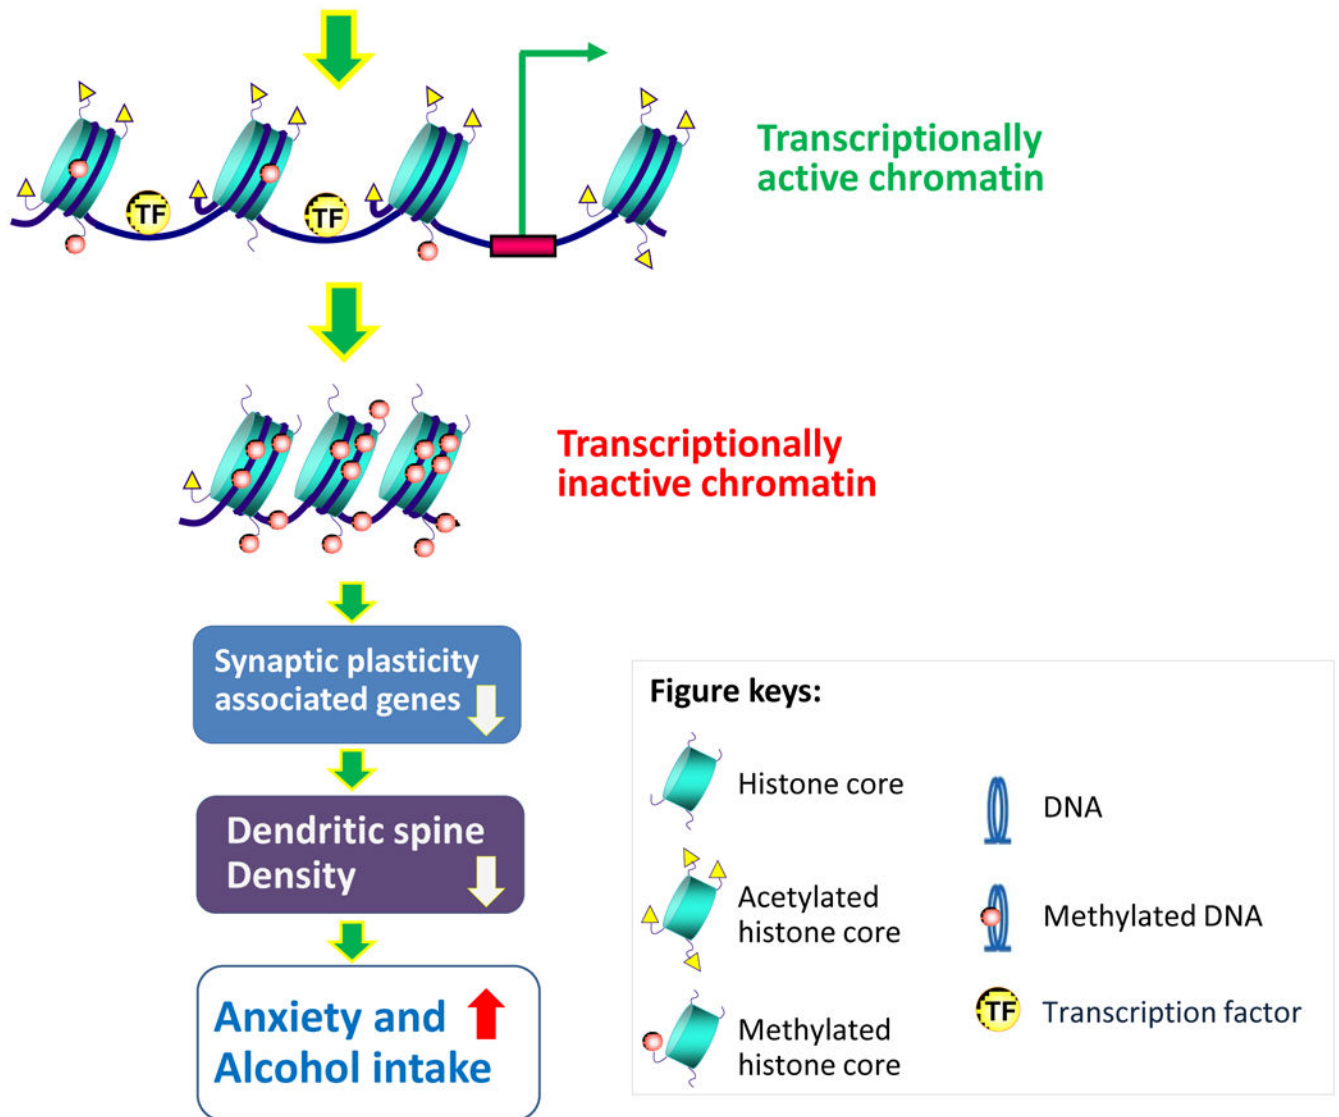 Transcriptionally
active chromatin
TF
TF
Transcriptionally
inactive chromatin
Synaptic plasticity
associated genes
Dendritic spine
Density
Anxiety and
Alcohol intake
Figure keys:
Histone core
DNA
Acetylated
histone core
Methylated DNA
TF
Transcription factor
Methylated
histone core